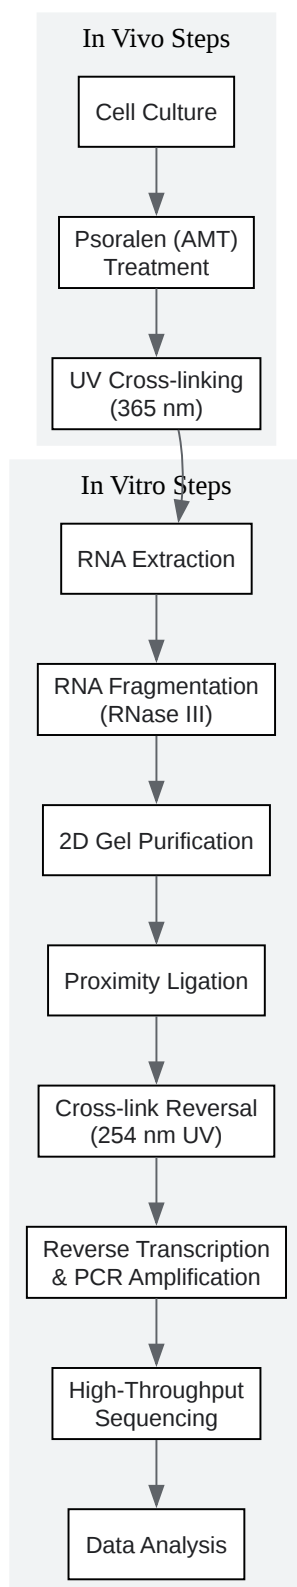 In Vivo Steps
Cell Culture
Psoralen (AMT)
Treatment
UV Cross-linking
(365 nm)
In Vitro Steps
RNA Extraction
RNA Fragmentation
(RNase III)
2D Gel Purification
Proximity Ligation
Cross-link Reversal
(254 nm UV)
Reverse Transcription
& PCR Amplification
High-Throughput
Sequencing
Data Analysis